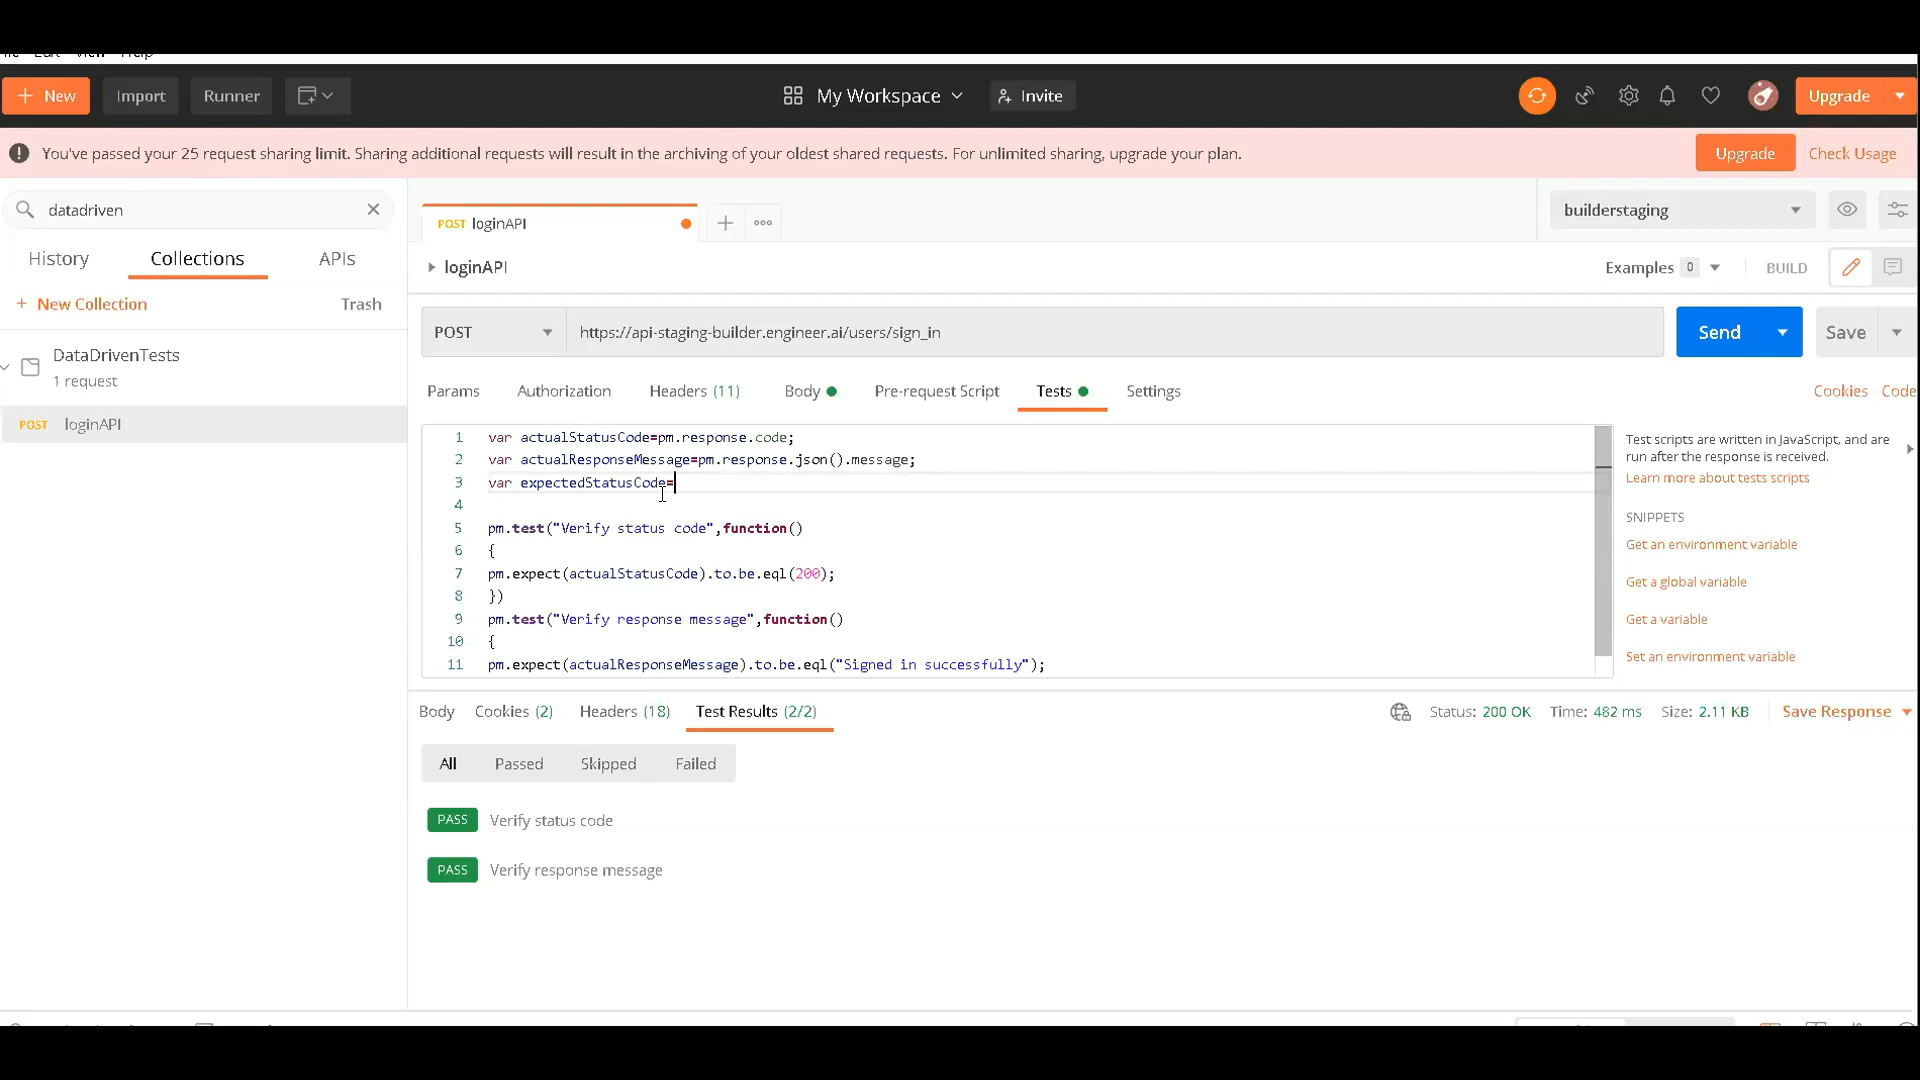 New
Import
Runner
My Workspace
Invite
Upgrade
You've passed your 25 request sharing limit. Sharing additional requests will result in the archiving of your oldest shared requests. For unlimited sharing, upgrade your plan.
Upgrade
Check Usage
datadriven
History
Collections
APIs
+ New Collection
Trash
DataDrivenTests
1 request
POST loginAPI
POST loginAPI
builderstaging
loginAPI
Examples 0
BUILD
POST
https://api-staging-builder.engineer.ai/users/sign_in
Send
Save
Params
Authorization
Headers (11)
Body
Pre-request Script
Tests
Settings
Cookies
Code
1 var actualStatusCode=pm.response.code;
2 var actualResponseMessage=pm.response.json().message;
3 var expectedStatusCode=
4
5 pm.test("Verify status code",function()
6 {
7 pm.expect(actualStatusCode).to.be.eql(200);
8 })
9 pm.test("Verify response message",function()
10 {
11 pm.expect(actualResponseMessage).to.be.eql("Signed in successfully");
Test scripts are written in JavaScript, and are
run after the response is received.
Learn more about tests scripts
SNIPPETS
Get an environment variable
Get a global variable
Get a variable
Set an environment variable
Body
Cookies (2)
Headers (18)
Test Results (2/2)
Status: 200 OK
Time: 482 ms
Size: 2.11 KB
Save Response
All
Passed
Skipped
Failed
PASS Verify status code
PASS Verify response message